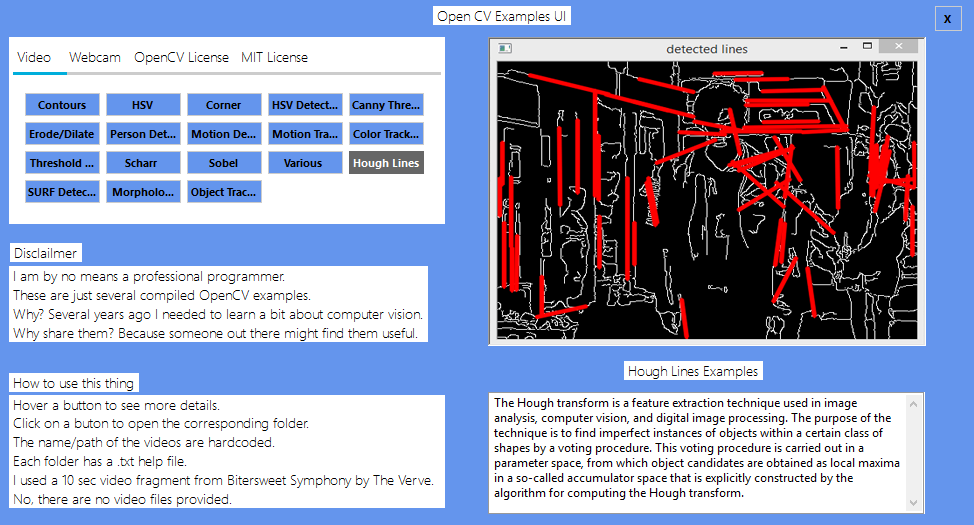 Open CV Examples UI
X
Video Webcam OpenCV License MIT License
Contours HSV Corner HSV Detect... Canny Thre...
Erode/Dilate Person Det... Motion De... Motion Tra... Color Track...
Threshold ... Scharr Sobel Various Hough Lines
SURF Detec... Morpholo... Object Trac...
Disclailmer
I am by no means a professional programmer.
These are just several compiled OpenCV examples.
Why? Several years ago I needed to learn a bit about computer vision.
Why share them? Because someone out there might find them useful.
How to use this thing
Hover a button to see more details.
Click on a buton to open the corresponding folder.
The name/path of the videos are hardcoded.
Each folder has a .txt help file.
I used a 10 sec video fragment from Bitersweet Symphony by The Verve.
No, there are no video files provided.
detected lines
Hough Lines Examples
The Hough transform is a feature extraction technique used in image
analysis, computer vision, and digital image processing. The purpose of the
technique is to find imperfect instances of objects within a certain class of
shapes by a voting procedure. This voting procedure is carried out in a
parameter space, from which object candidates are obtained as local maxima
in a so-called accumulator space that is explicitly constructed by the
algorithm for computing the Hough transform.